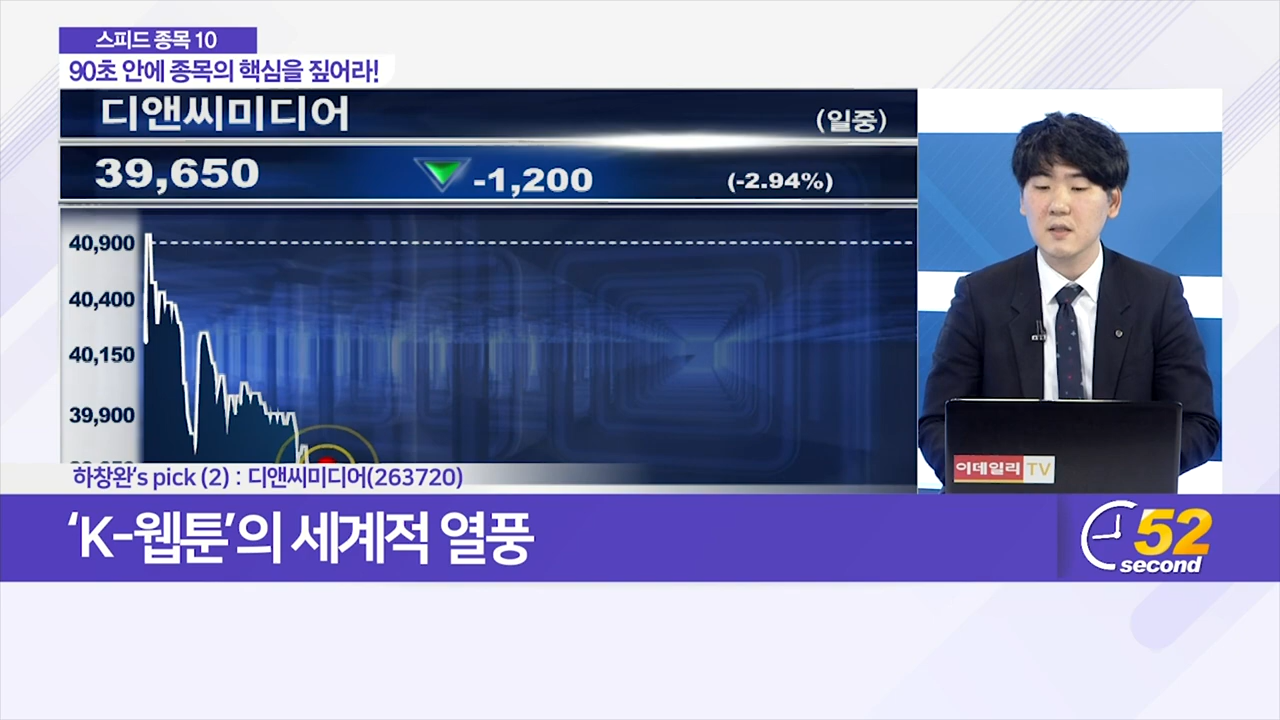 스피드 종목 10
90초 안에 종목의 핵심을 짚어라!
디앤씨미디어 (일중)
39,650 -1,200 (-2.94%)
40,900
40,400
40,150
39,900
하창완's pick (2) : 디앤씨미디어(263720)
이데일리 TV
'K-웹툰'의 세계적 열풍
52
second